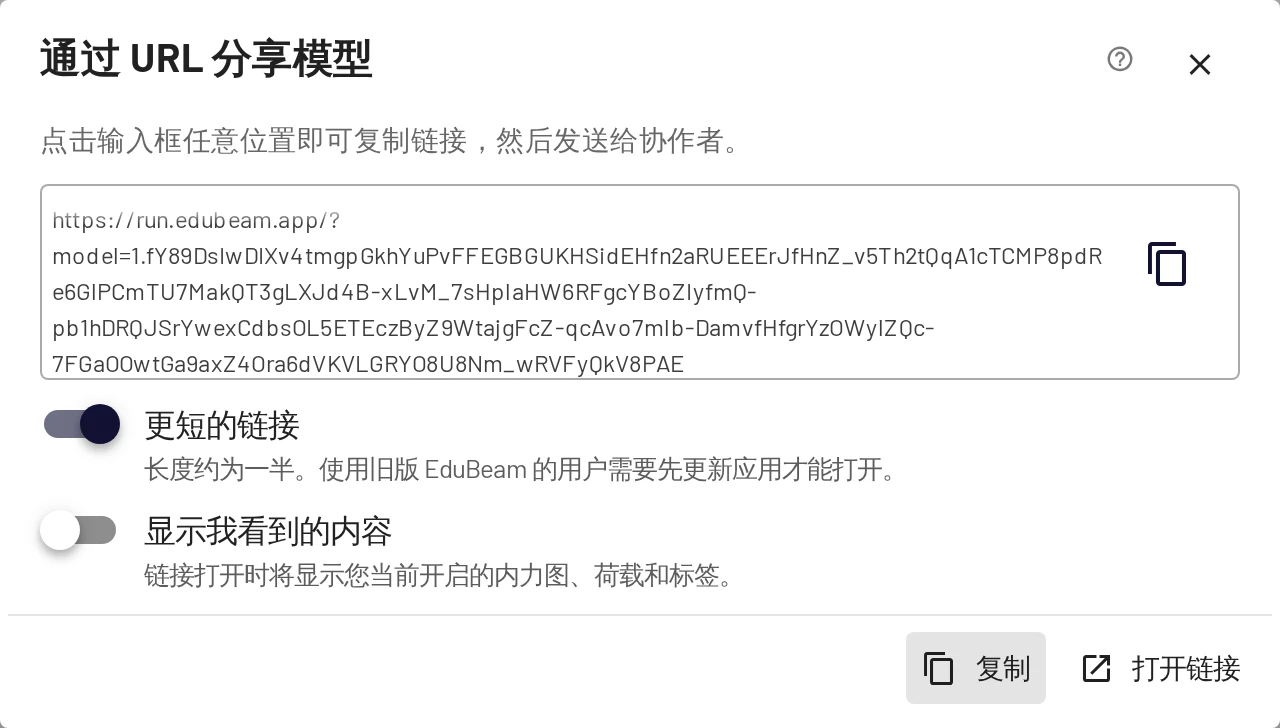 通过 URL 分享模型
点击输入框任意位置即可复制链接，然后发送给协作者。
https://run.edubeam.app/?
model=1.fY89DsIwDIXv4tmgpGkhYuPvFFEGBGUKHSidEHfn2aRUEEErJfHnZ_v5Th2tQqA1cTCMP8pdR
e6GIPCmTU7MakQT3gLXJd4B-xLvM_7sHpIaHW6RFgcYBoZIyfmQ-
pb1hDRQJSrYwexCdbsOL5ETEczByZ9WtajgFcZ-qcAvo7mIb-DamvfHfgrYzOWyIZQc-
7FGaOOwtGa9axZ4Ora6dVKVLGRYO8U8Nm_wRVFyQkV8PAE
更短的链接
长度约为一半。使用旧版 EduBeam 的用户需要先更新应用才能打开。
显示我看到的内容
链接打开时将显示您当前开启的内力图、荷载和标签。
复制
打开链接